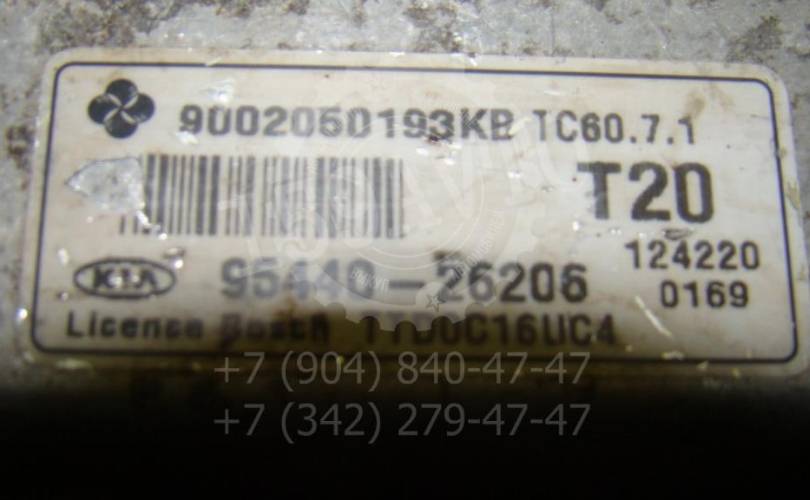 9002060193KB TC60.7.1
T20
124220
KIA 95440-26206
0169
Licence Bosch
+7 (904) 840-47-47
+7 (342) 279-47-47